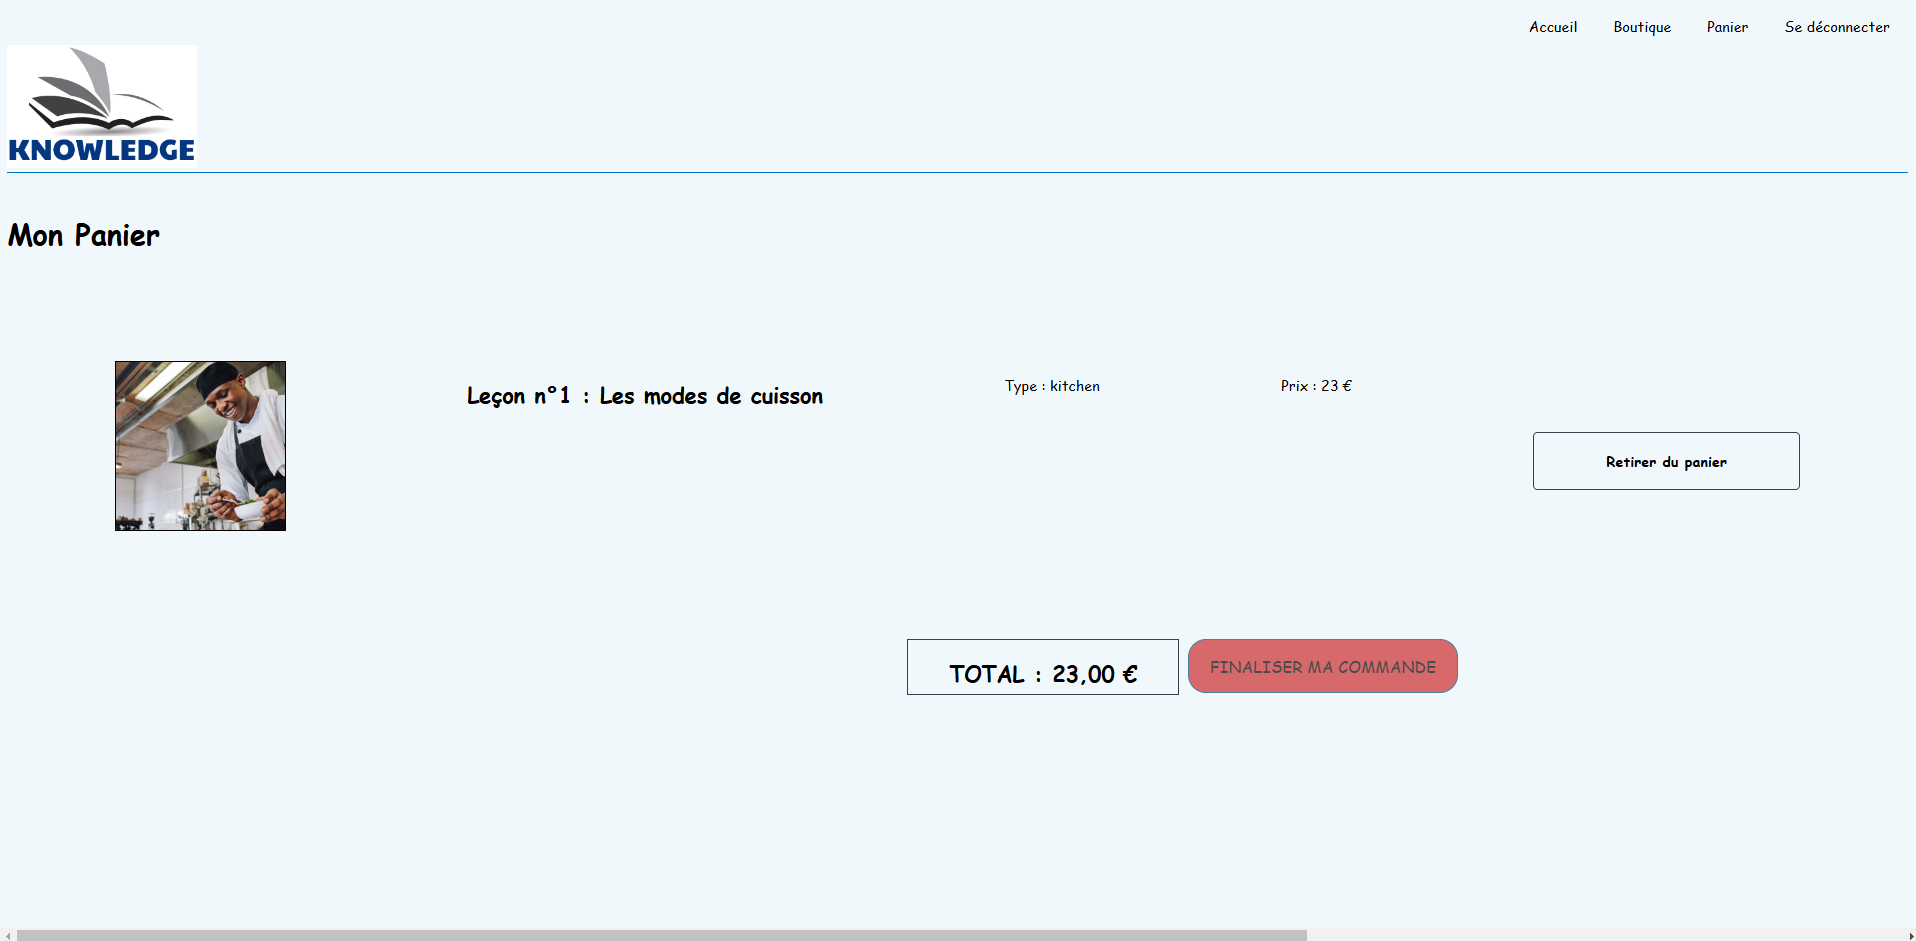 Accueil Boutique Panier Se déconnecter
KNOWLEDGE
Mon Panier
Leçon n°1 : Les modes de cuisson
Type : kitchen
Prix : 23 €
Retirer du panier
TOTAL : 23,00 €
FINALISER MA COMMANDE